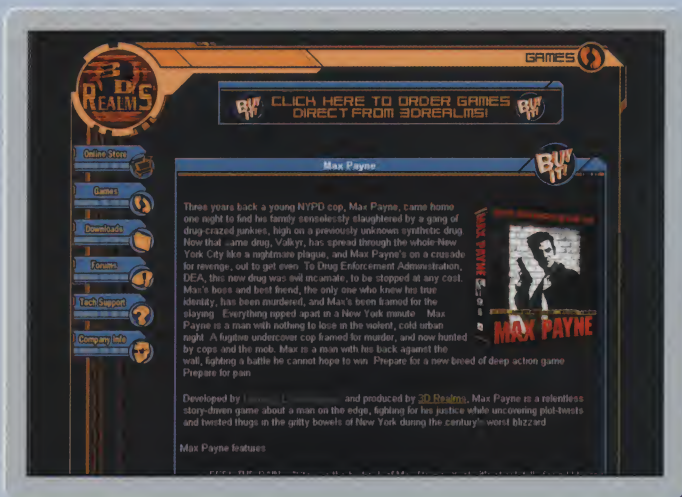 GAMES
3D
REALMS
BUY IT!
CLICK HERE TO ORDER GAMES
DIRECT FROM 3DREALMS!
BUY IT!
Online Store
Games
Downloads
Forums
Tech Support
Company Info
Max Payne
BUY IT!
Three years back a young NYPD cop, Max Payne, came home
one night to find his family senselessly slaughtered by a gang of
drug-crazed junkies, high on a previously unknown synthetic drug
Now that same drug, Valkyr, has spread through the whole New
York City like a nightmare plague, and Max Payne's on a crusade
for revenge, out to get even To Drug Enforcement Administration,
DEA, this new drug was evil incarnate, to be stopped at any cost.
Max's boss and best friend, the only one who knew his true
identity, has been murdered, and Max's been framed for the
slaying Everything ripped apart in a New York minute Max
Payne is a man with nothing to lose in the violent, cold urban
night A fugitive undercover cop framed for murder, and now hunted
by cops and the mob. Max is a man with his back against the
wall, fighting a battle he cannot hope to win Prepare for a new breed of deep action game
Prepare for pain
MAX PAYNE
MAX PAYNE
Developed by and produced by 3D Realms, Max Payne is a relentless
story-driven game about a man on the edge, fighting for his justice while uncovering plot-twists
and twisted thugs in the gritty bowels of New York during the century's worst blizzard
Max Payne features